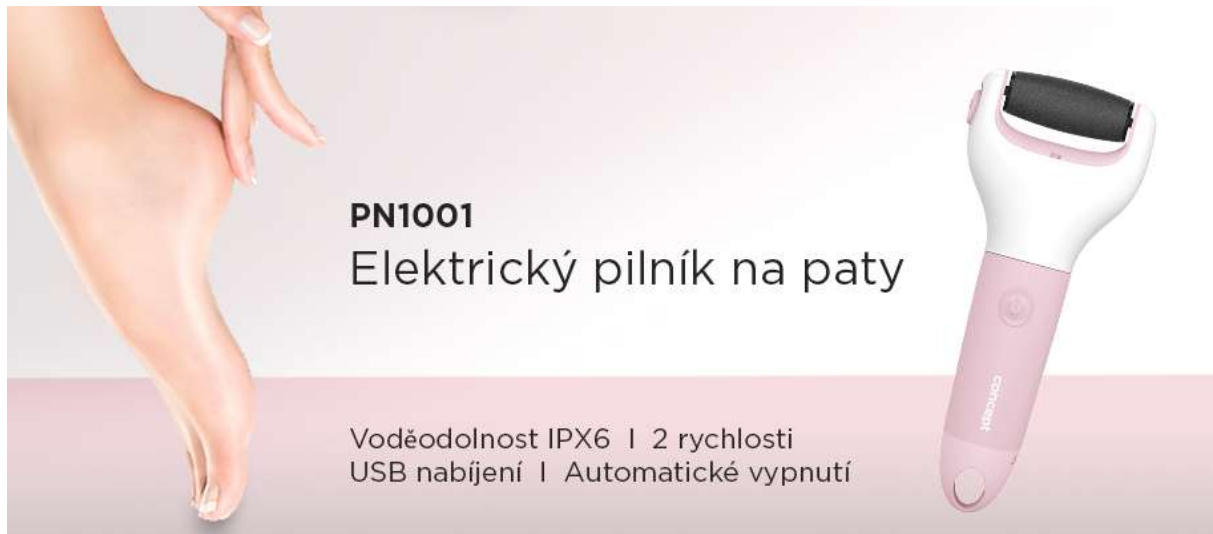 PN1001
Elektrický pilník na paty
concept
Voděodolnost IPX6 I 2 rychlosti
USB nabíjení I Automatické vypnutí